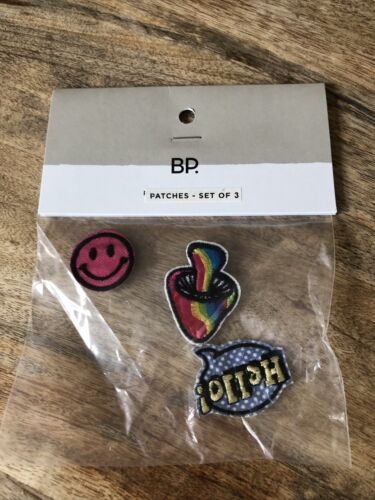 BP.
PATCHES - SET OF 3
Hello!